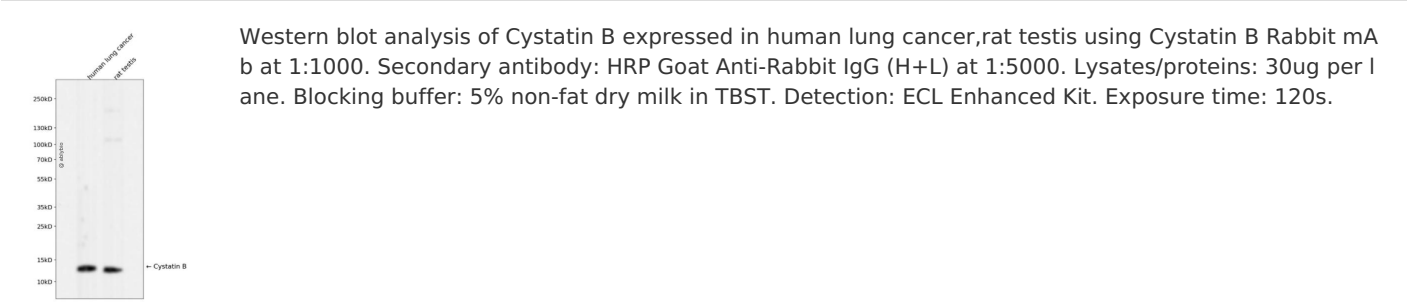 Western blot analysis of Cystatin B expressed in human lung cancer,rat testis using Cystatin B Rabbit mA
b at 1:1000. Secondary antibody: HRP Goat Anti-Rabbit IgG (H+L) at 1:5000. Lysates/proteins: 30ug per l
ane. Blocking buffer: 5% non-fat dry milk in TBST. Detection: ECL Enhanced Kit. Exposure time: 120s.
human lung cancer
rat testis
250kD
130kD
100kD
70kD
55kD
35kD
25kD
15kD
← Cystatin B
10kD